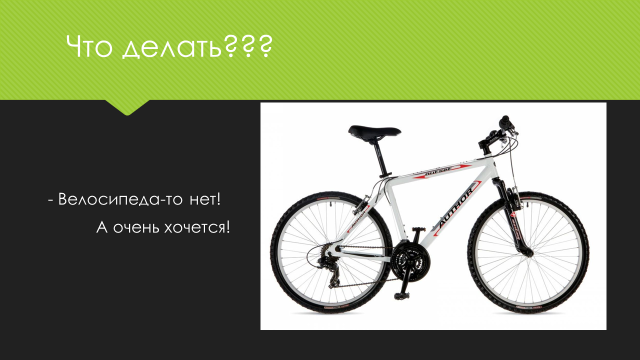 Что делать???
- Велосипеда-то нет!
А очень хочется!
AUTHOR